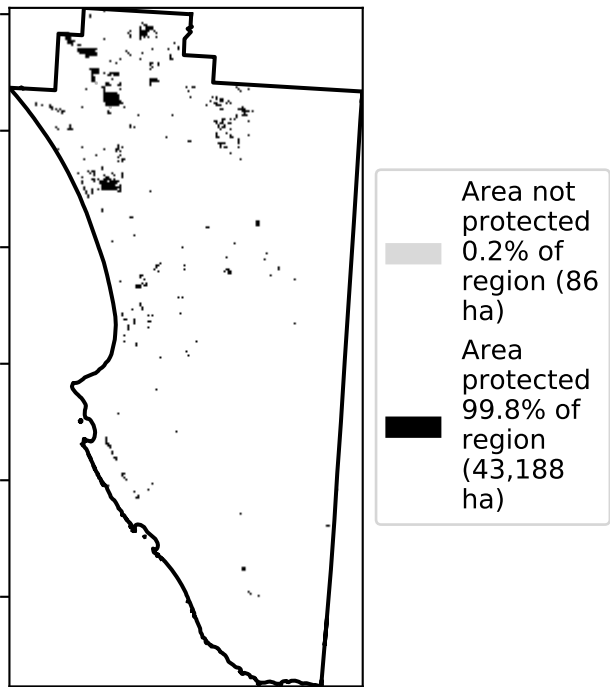 Area not
protected
0.2% of
region (86
ha)
Area
protected
99.8% of
region
(43,188
ha)